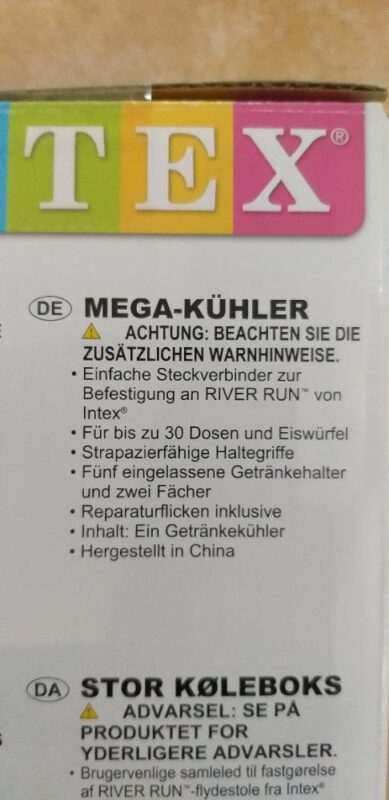 TEX®
DE MEGA-KÜHLER
ACHTUNG: BEACHTEN SIE DIE
ZUSÄTZLICHEN WARNHINWEISE.
• Einfache Steckverbinder zur
Befestigung an RIVER RUN™ von
Intex®
• Für bis zu 30 Dosen und Eiswürfel
• Strapazierfähige Haltegriffe
• Fünf eingelassene Getränkehalter
und zwei Fächer
• Reparaturflicken inklusive
• Inhalt: Ein Getränkekühler
• Hergestellt in China
DA STOR KØLEBOKS
ADVARSEL: SE PÅ
PRODUKTET FOR
YDERLIGERE ADVARSLER.
• Brugervenlige samleled til fastgørelse
af RIVER RUN™-flydestole fra Intex®